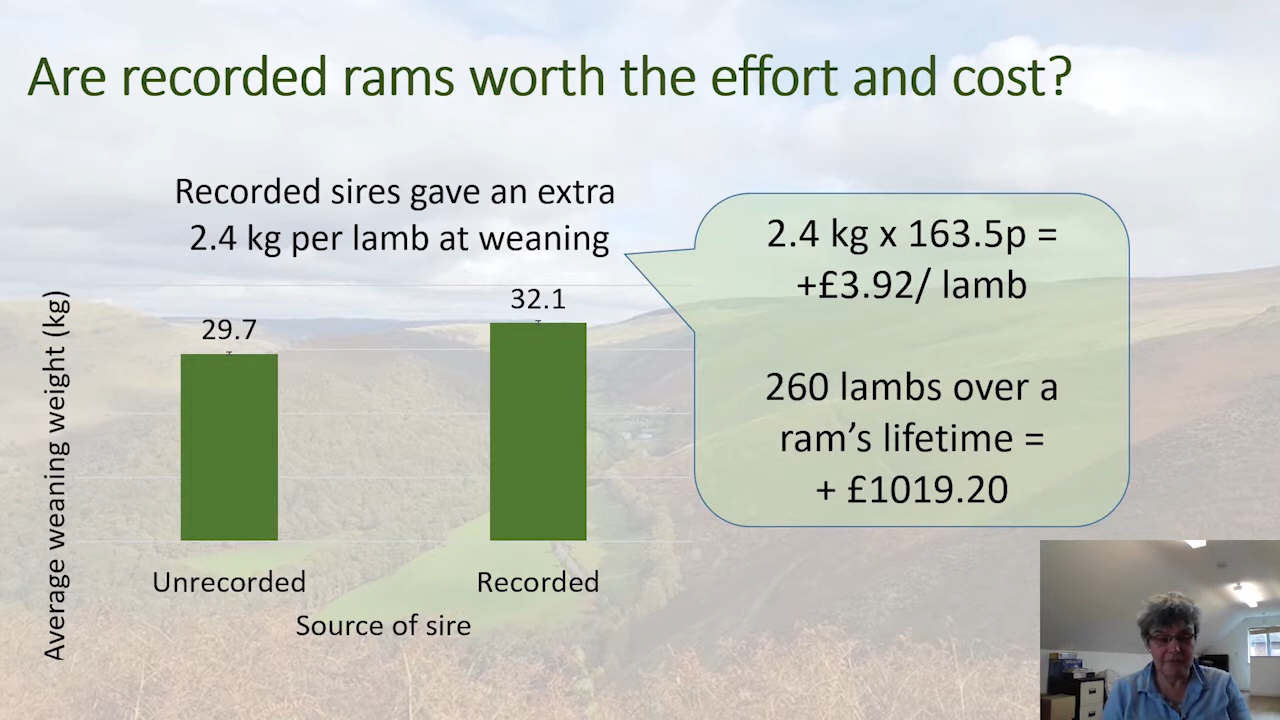 Are recorded rams worth the effort and cost?
Recorded sires gave an extra
2.4 kg per lamb at weaning
2.4 kg x 163.5p =
+£3.92/ lamb
260 lambs over a
ram’s lifetime =
+ £1019.20
Average weaning weight (kg)
29.7
32.1
Unrecorded
Recorded
Source of sire